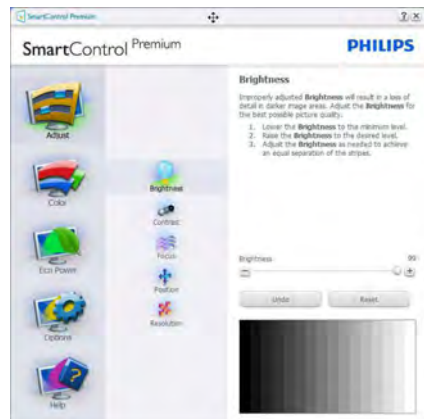 SmartControl Premium
SmartControl Premium
PHILIPS
Adjust
Color
Eco Power
Options
Help
Brightness
Contrast
Focus
Position
Resolution
Brightness
Improperly adjusted Brightness will result in a loss of
detail in darker image areas. Adjust the Brightness for
the best possible picture quality.
1. Lower the Brightness to the minimum level.
2. Raise the Brightness to the desired level.
3. Adjust the Brightness as needed to achieve
an equal separation of the stripes.
Brightness 99
Undo Reset